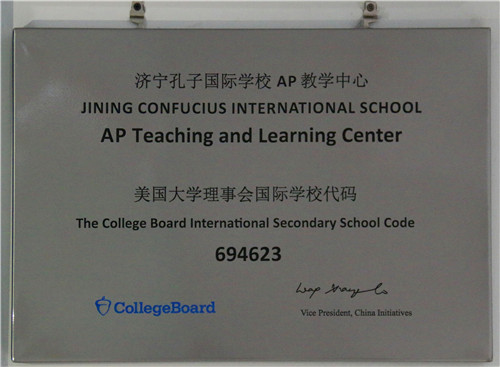 济宁孔子国际学校 AP 教学中心
JINING CONFUCIUS INTERNATIONAL SCHOOL
AP Teaching and Learning Center
美国大学理事会国际学校代码
The College Board International Secondary School Code
694623
CollegeBoard
Vice President, China Initiatives